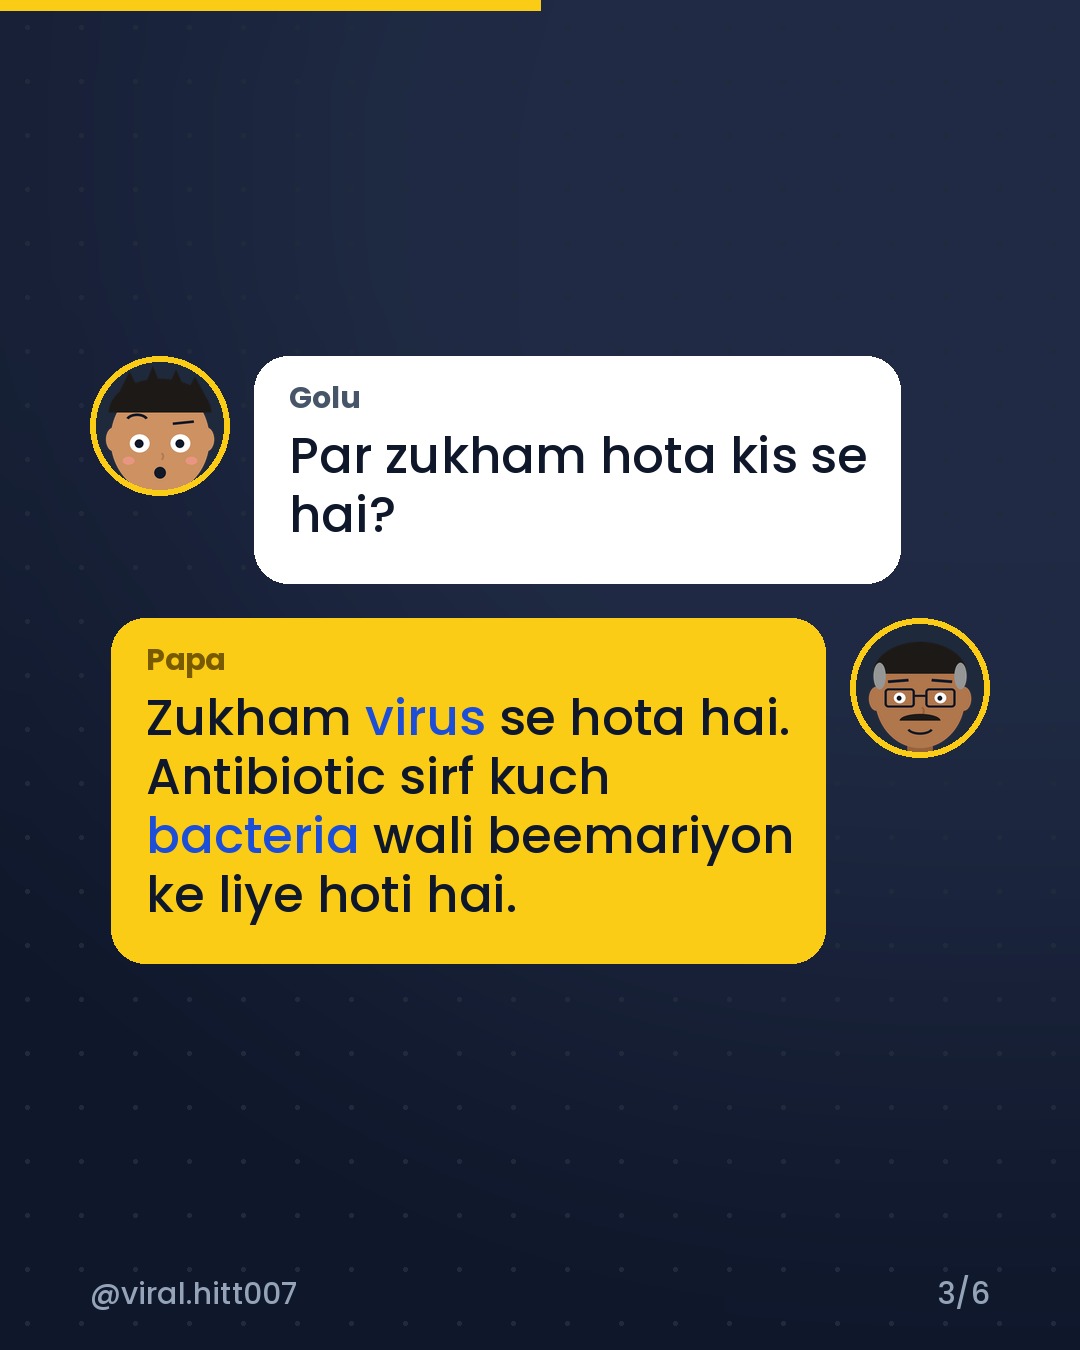 Golu
Par zukham hota kis se
hai?
Papa
Zukham virus se hota hai.
Antibiotic sirf kuch
bacteria wali beemariyon
ke liye hoti hai.
@viral.hitt007
3/6